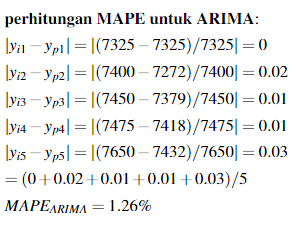 perhitungan MAPE untuk ARIMA:
|y_{i1} − y_{p1}| = |(7325 − 7325)/7325| = 0
|y_{i2} − y_{p2}| = |(7400 − 7272)/7400| = 0.02
|y_{i3} − y_{p3}| = |(7450 − 7379)/7450| = 0.01
|y_{i4} − y_{p4}| = |(7475 − 7418)/7475| = 0.01
|y_{i5} − y_{p5}| = |(7650 − 7432)/7650| = 0.03
= (0 + 0.02 + 0.01 + 0.01 + 0.03)/5
MAPE_{ARIMA} = 1.26%